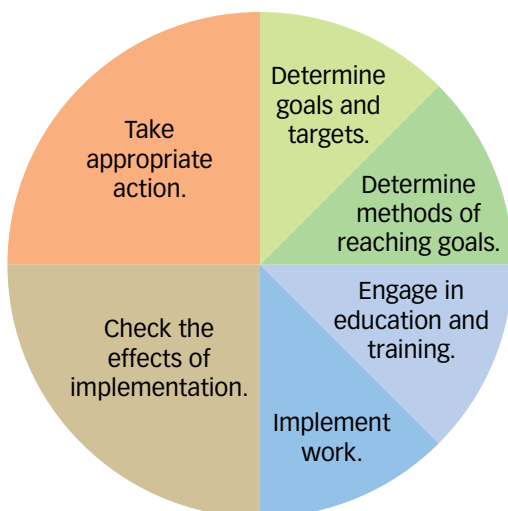 Determine
goals and
targets.
Determine
methods of
reaching goals.
Engage in
education and
training.
Implement
work.
Check the
effects of
implementation.
Take
appropriate
action.